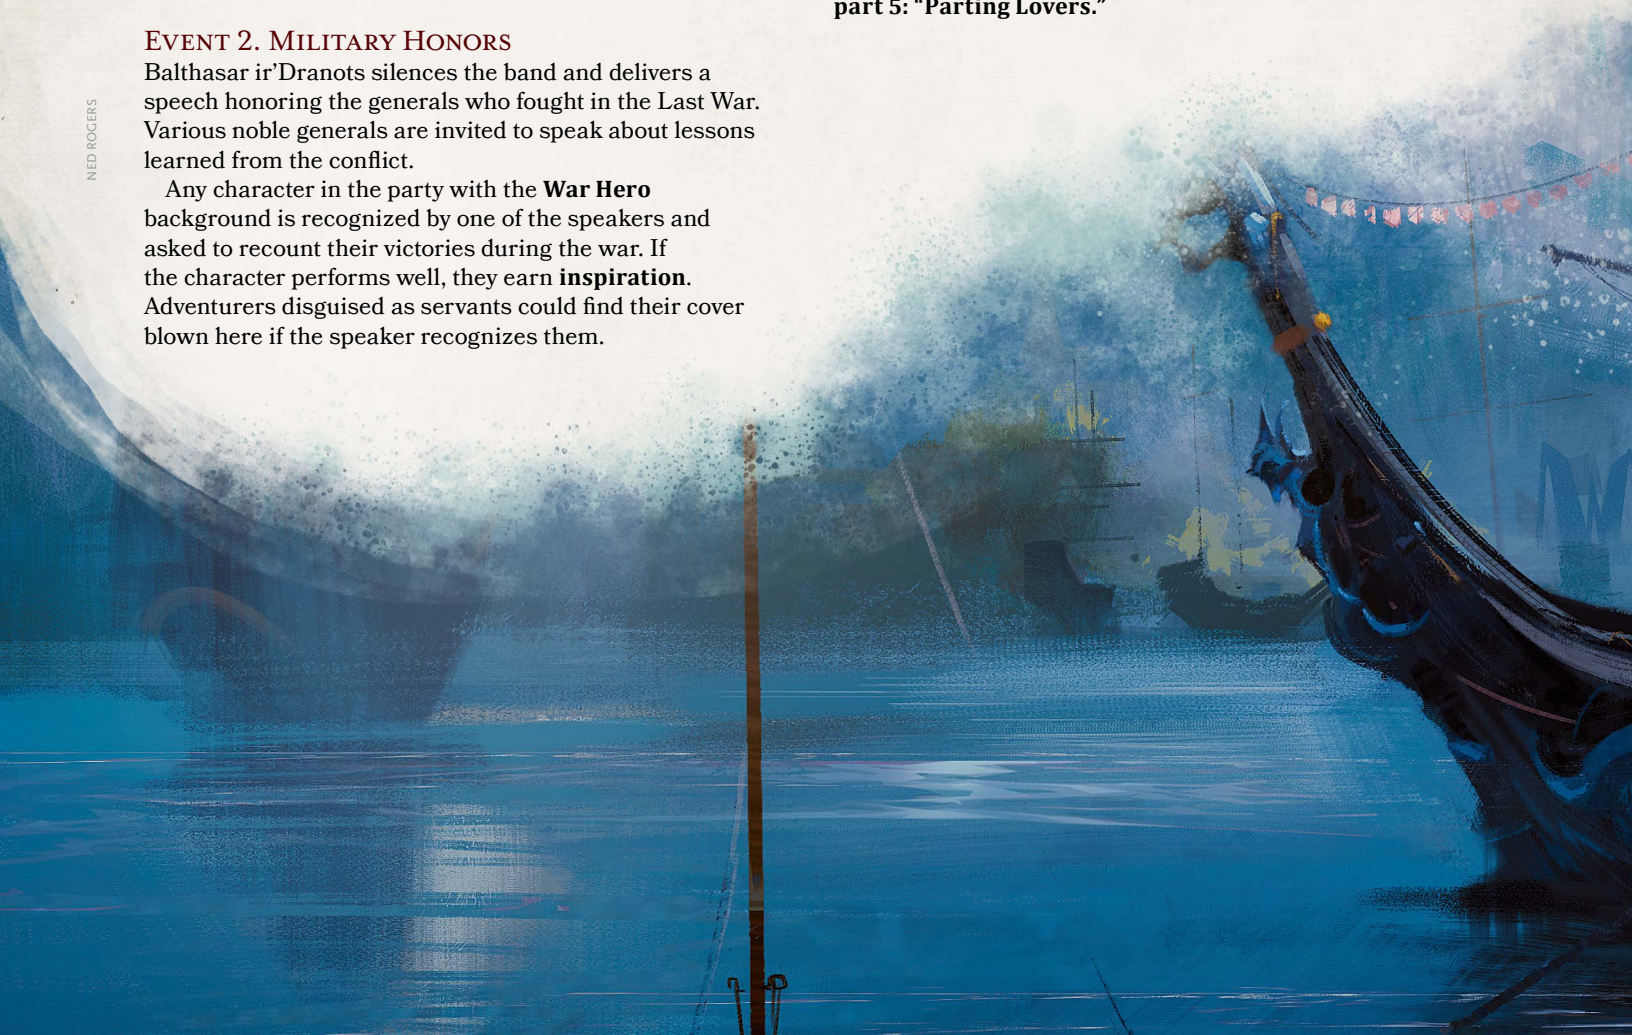 EVENT 2. MILITARY HONORS
Balthasar ir’Dranots silences the band and delivers a
speech honoring the generals who fought in the Last War.
Various noble generals are invited to speak about lessons
learned from the conflict.
Any character in the party with the War Hero
background is recognized by one of the speakers and
asked to recount their victories during the war. If
the character performs well, they earn inspiration.
Adventurers disguised as servants could find their cover
blown here if the speaker recognizes them.
part 5: “Parting Lovers.”
NED ROGERS